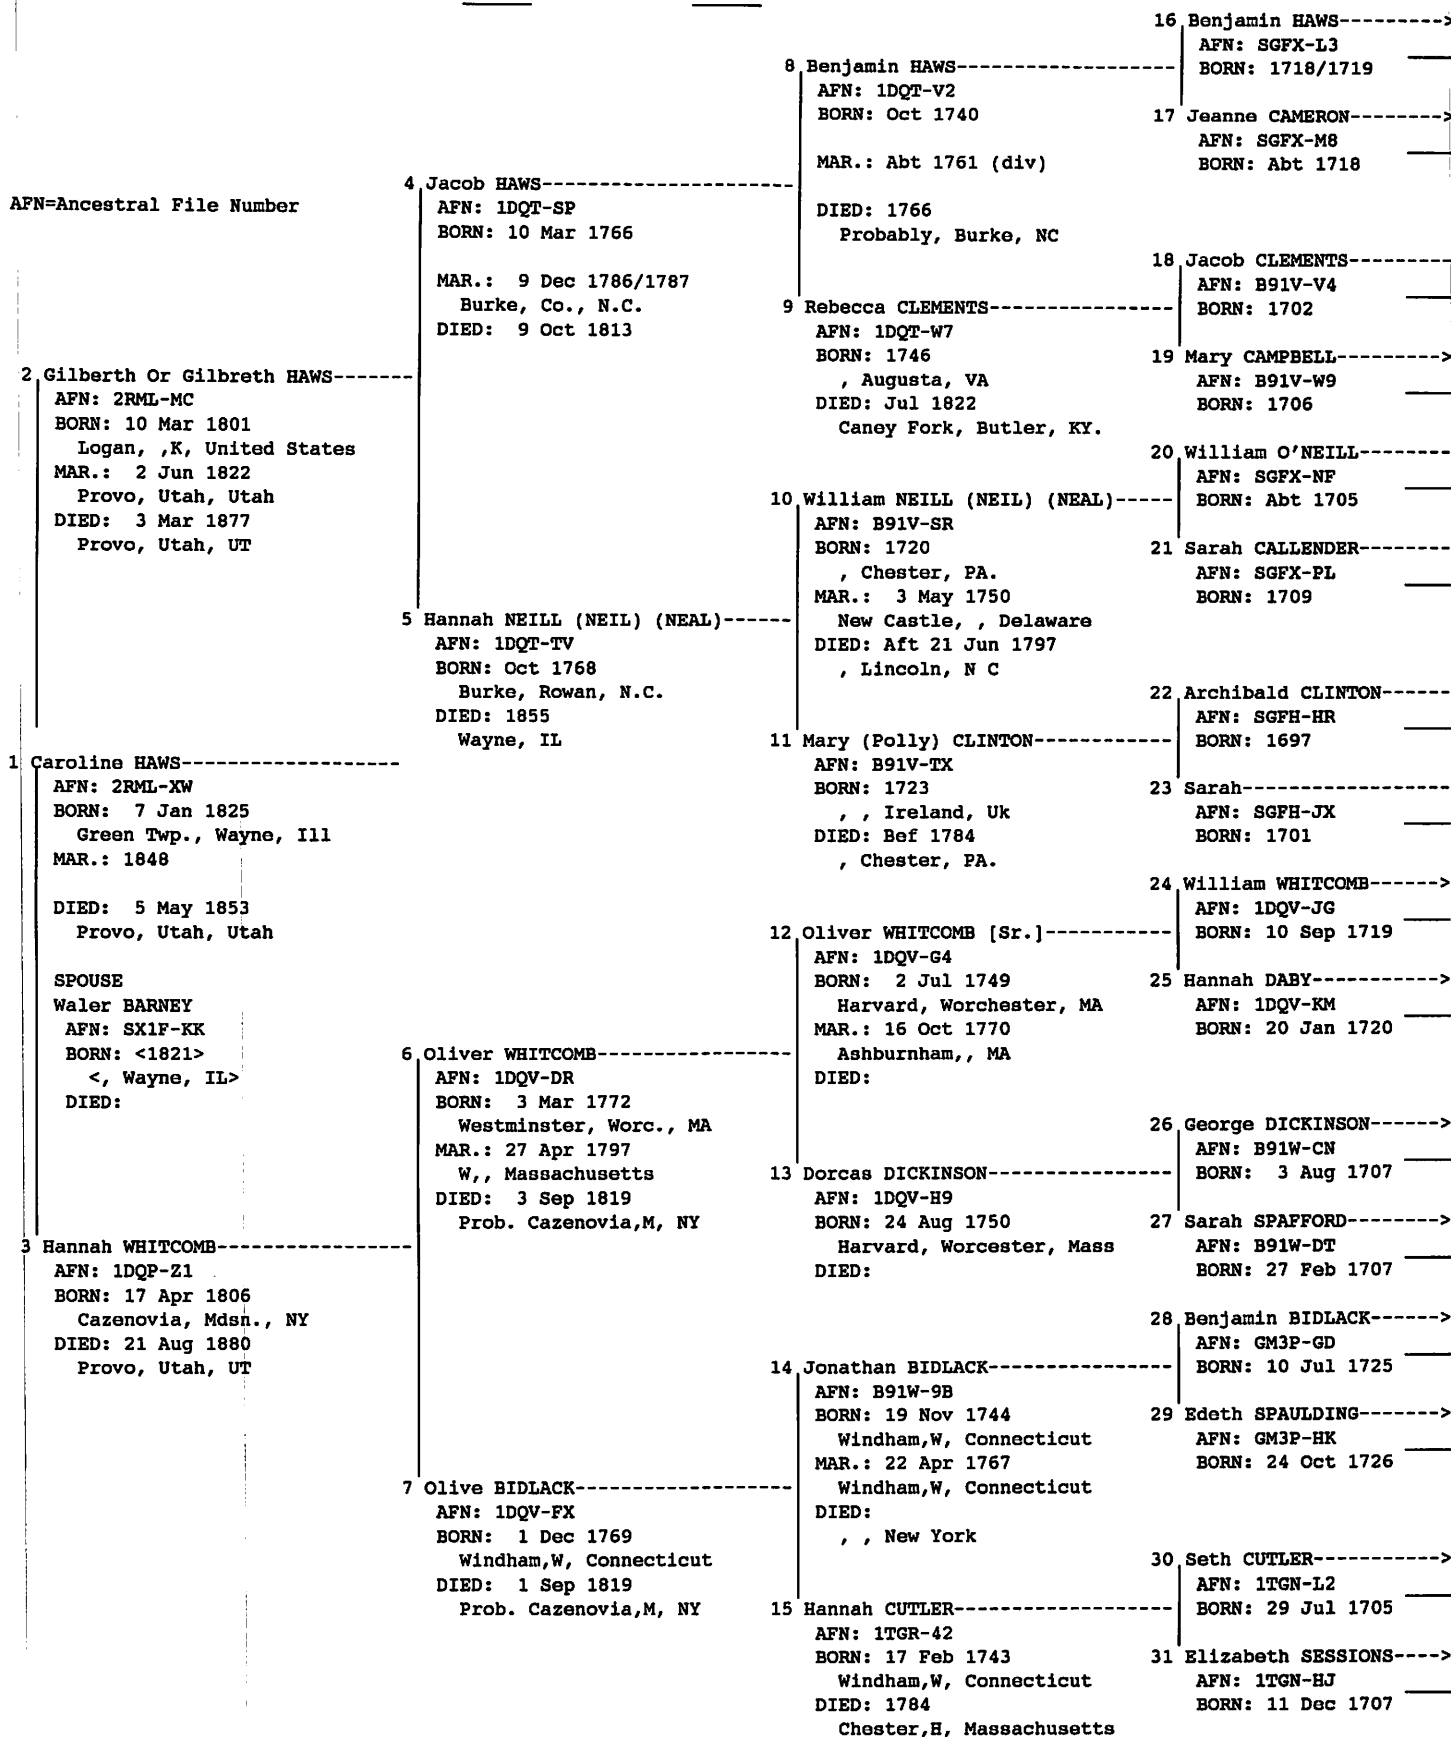 AFN=Ancestral File Number
1 Caroline HAWS-------------------
AFN: 2RML-XW
BORN: 7 Jan 1825
Green Twp., Wayne, Ill
MAR.: 1848
DIED: 5 May 1853
Provo, Utah, Utah
SPOUSE
Waler BARNEY
AFN: SX1F-KK
BORN: <1821>
<, Wayne, IL>
DIED:
2 Gilberth Or Gilbreth HAWS-------
AFN: 2RML-MC
BORN: 10 Mar 1801
Logan, ,K, United States
MAR.: 2 Jun 1822
Provo, Utah, Utah
DIED: 3 Mar 1877
Provo, Utah, UT
3 Hannah WHITCOMB-----------------
AFN: 1DQP-Z1
BORN: 17 Apr 1806
Cazenovia, Mdsn., NY
DIED: 21 Aug 1880
Provo, Utah, UT
4 Jacob HAWS----------------------
AFN: 1DQT-SP
BORN: 10 Mar 1766
MAR.: 9 Dec 1786/1787
Burke, Co., N.C.
DIED: 9 Oct 1813
5 Hannah NEILL (NEIL) (NEAL)------
AFN: 1DQT-TV
BORN: Oct 1768
Burke, Rowan, N.C.
DIED: 1855
Wayne, IL
6 Oliver WHITCOMB-----------------
AFN: 1DQV-DR
BORN: 3 Mar 1772
Westminster, Worc., MA
MAR.: 27 Apr 1797
W,, Massachusetts
DIED: 3 Sep 1819
Prob. Cazenovia,M, NY
7 Olive BIDLACK-------------------
AFN: 1DQV-FX
BORN: 1 Dec 1769
Windham,W, Connecticut
DIED: 1 Sep 1819
Prob. Cazenovia,M, NY
8 Benjamin HAWS-------------------
AFN: 1DQT-V2
BORN: Oct 1740
MAR.: Abt 1761 (div)
DIED: 1766
Probably, Burke, NC
9 Rebecca CLEMENTS----------------
AFN: 1DQT-W7
BORN: 1746
, Augusta, VA
DIED: Jul 1822
Caney Fork, Butler, KY.
10 William NEILL (NEIL) (NEAL)-----
AFN: B91V-SR
BORN: 1720
, Chester, PA.
MAR.: 3 May 1750
New Castle, , Delaware
DIED: Aft 21 Jun 1797
, Lincoln, N C
11 Mary (Polly) CLINTON------------
AFN: B91V-TX
BORN: 1723
, , Ireland, Uk
DIED: Bef 1784
, Chester, PA.
12 Oliver WHITCOMB [Sr.]-----------
AFN: 1DQV-G4
BORN: 2 Jul 1749
Harvard, Worchester, MA
MAR.: 16 Oct 1770
Ashburnham,, MA
DIED:
13 Dorcas DICKINSON----------------
AFN: 1DQV-H9
BORN: 24 Aug 1750
Harvard, Worcester, Mass
DIED:
14 Jonathan BIDLACK----------------
AFN: B91W-9B
BORN: 19 Nov 1744
Windham,W, Connecticut
MAR.: 22 Apr 1767
Windham,W, Connecticut
DIED:
, , New York
15 Hannah CUTLER-------------------
AFN: 1TGR-42
BORN: 17 Feb 1743
Windham,W, Connecticut
DIED: 1784
Chester,H, Massachusetts
16 Benjamin HAWS--------->
AFN: SGFX-L3
BORN: 1718/1719
17 Jeanne CAMERON-------->
AFN: SGFX-M8
BORN: Abt 1718
18 Jacob CLEMENTS---------
AFN: B91V-V4
BORN: 1702
19 Mary CAMPBELL--------->
AFN: B91V-W9
BORN: 1706
20 William O'NEILL--------
AFN: SGFX-NF
BORN: Abt 1705
21 Sarah CALLENDER--------
AFN: SGFX-PL
BORN: 1709
22 Archibald CLINTON------
AFN: SGFH-HR
BORN: 1697
23 Sarah------------------
AFN: SGFH-JX
BORN: 1701
24 William WHITCOMB------>
AFN: 1DQV-JG
BORN: 10 Sep 1719
25 Hannah DABY----------->
AFN: 1DQV-KM
BORN: 20 Jan 1720
26 George DICKINSON------>
AFN: B91W-CN
BORN: 3 Aug 1707
27 Sarah SPAFFORD-------->
AFN: B91W-DT
BORN: 27 Feb 1707
28 Benjamin BIDLACK------>
AFN: GM3P-GD
BORN: 10 Jul 1725
29 Edeth SPAULDING------->
AFN: GM3P-HK
BORN: 24 Oct 1726
30 Seth CUTLER----------->
AFN: 1TGN-L2
BORN: 29 Jul 1705
31 Elizabeth SESSIONS---->
AFN: 1TGN-HJ
BORN: 11 Dec 1707